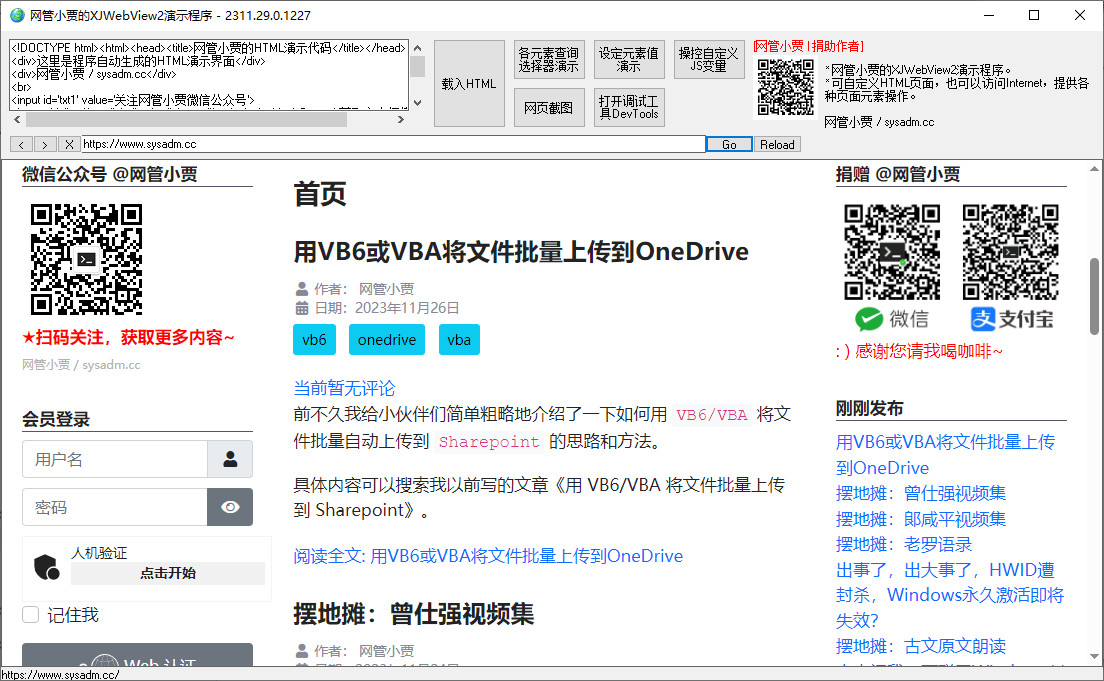 网管小贾的XJWebView2演示程序 - 2311.29.0.1227
<!DOCTYPE html><html><head><title>网管小贾的HTML演示代码</title></head>
<div>这里是程序自动生成的HTML演示界面</div>
<div>网管小贾 / sysadm.cc</div>
<br>
<input id='txt1' value='关注网管小贾微信公众号'>
载入HTML
各元素查询
选择器演示
设定元素值
演示
操控自定义
JS变量
网页截图
打开调试工
具DevTools
[网管小贾 | 捐助作者]
*网管小贾的XJWebView2演示程序。
*可自定义HTML页面，也可以访问Internet，提供各
种页面元素操作。
网管小贾 / sysadm.cc
< > X https://www.sysadm.cc Go Reload
微信公众号 @网管小贾
★扫码关注，获取更多内容~
网管小贾 / sysadm.cc
会员登录
用户名
密码
人机验证
点击开始
记住我
Web 认证
首页
用VB6或VBA将文件批量上传到OneDrive
作者： 网管小贾
日期： 2023年11月26日
vb6 onedrive vba
当前暂无评论
前不久我给小伙伴们简单粗略地介绍了一下如何用 VB6/VBA 将文
件批量自动上传到 Sharepoint 的思路和方法。
具体内容可以搜索我以前写的文章《用 VB6/VBA 将文件批量上传
到 Sharepoint》。
阅读全文: 用VB6或VBA将文件批量上传到OneDrive
摆地摊：曾仕强视频集
作者： 网管小贾
捐赠 @网管小贾
微信 支付宝
: ) 感谢您请我喝咖啡~
刚刚发布
用VB6或VBA将文件批量上传
到OneDrive
摆地摊：曾仕强视频集
摆地摊：郎咸平视频集
摆地摊：老罗语录
出事了，出大事了，HWID遭
封杀，Windows永久激活即将
失效?
摆地摊：古文原文朗读
https://www.sysadm.cc/